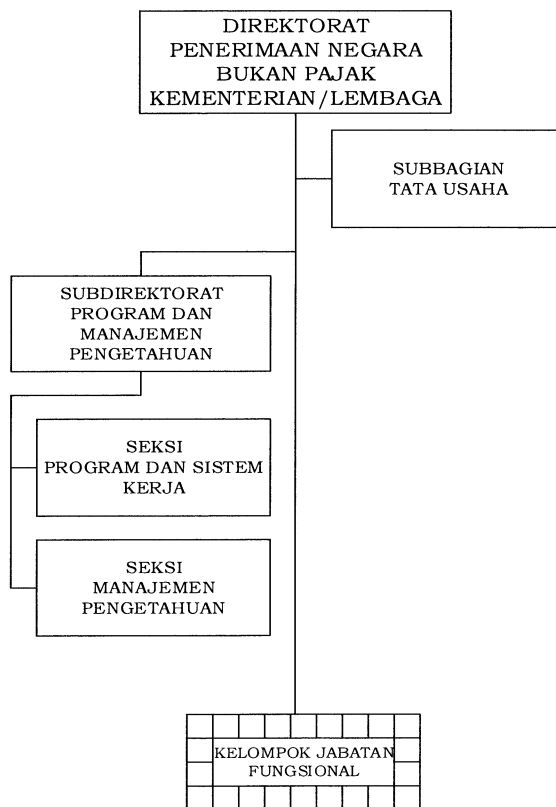 DIREKTORAT
PENERIMAAN NEGARA
BUKAN PAJAK
KEMENTERIAN/LEMBAGA
SUBBAGIAN
TATA USAHA
SUBDIREKTORAT
PROGRAM DAN
MANAJEMEN
PENGETAHUAN
SEKSI
PROGRAM DAN SISTEM
KERJA
SEKSI
MANAJEMEN
PENGETAHUAN
KELOMPOK JABATAN
FUNGSIONAL